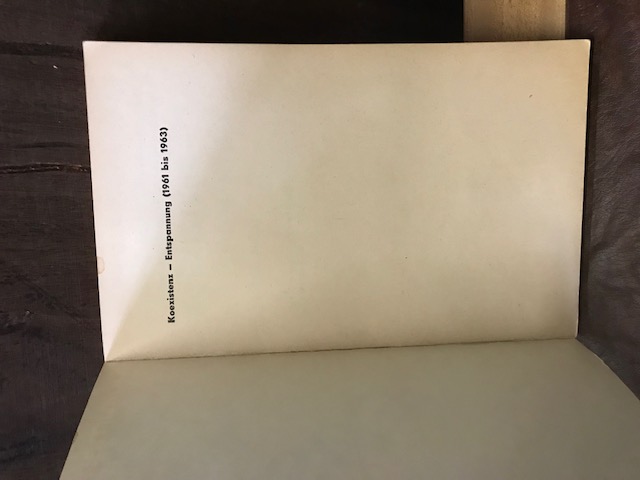 Koexistenz – Entspannung (1961 bis 1963)